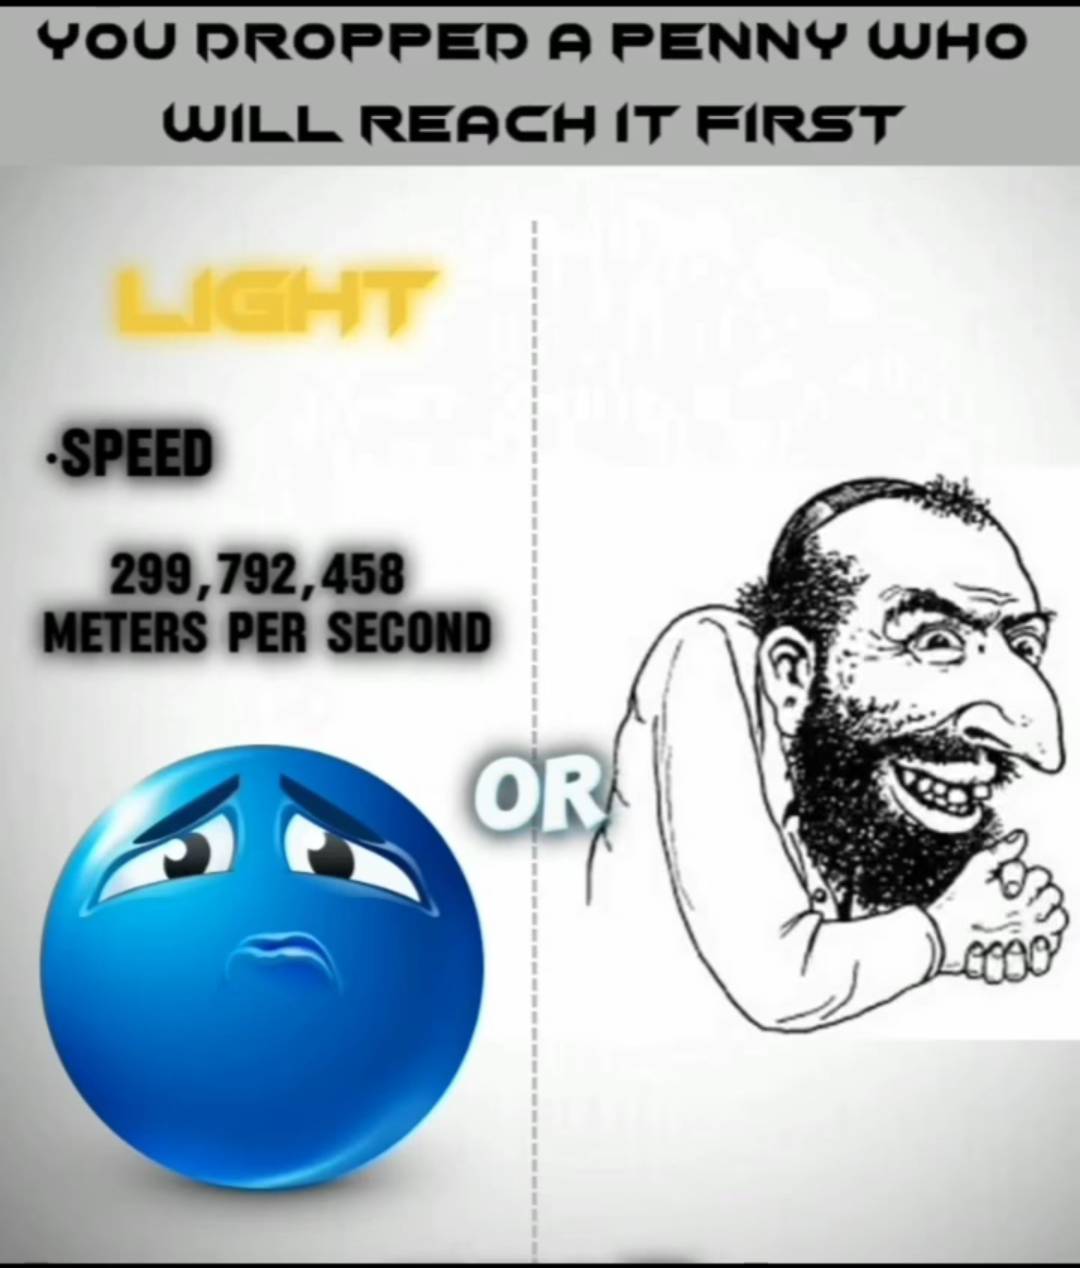 YOU DROPPED A PENNY WHO
WILL REACH IT FIRST
LIGHT
·SPEED
299,792,458
METERS PER SECOND
OR